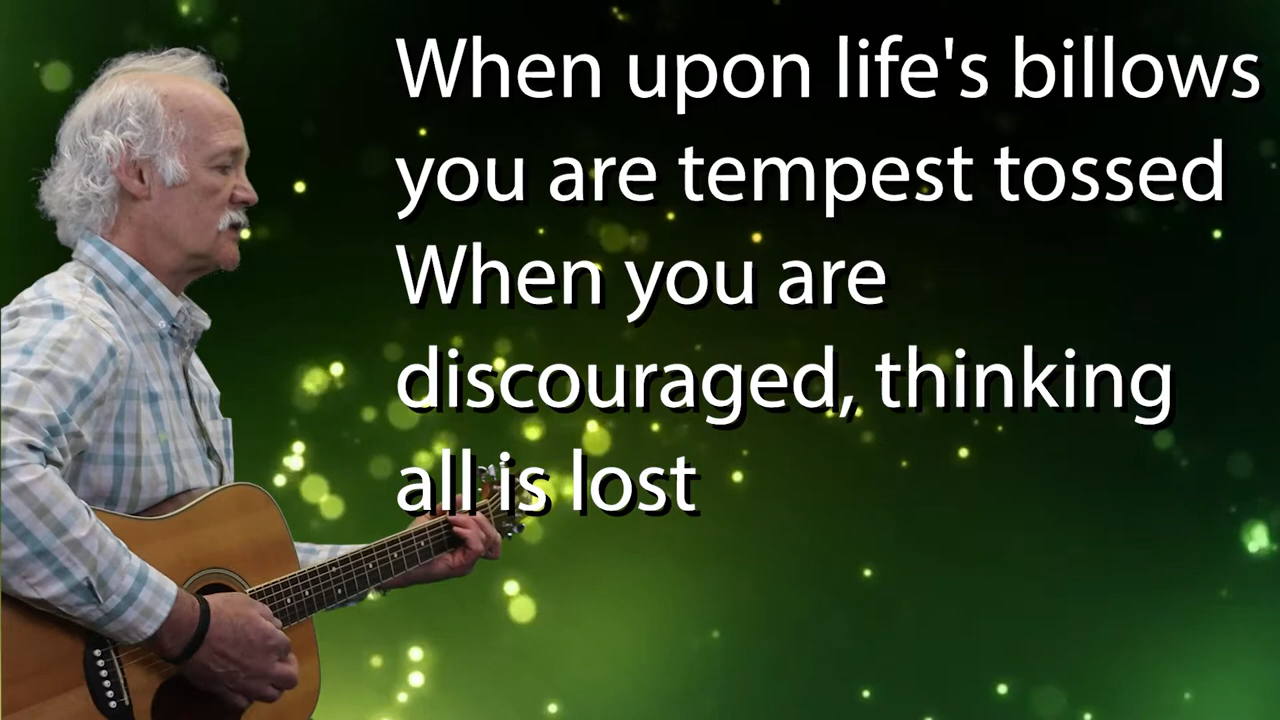 When upon life's billows
you are tempest tossed
When you are
discouraged, thinking
all is lost